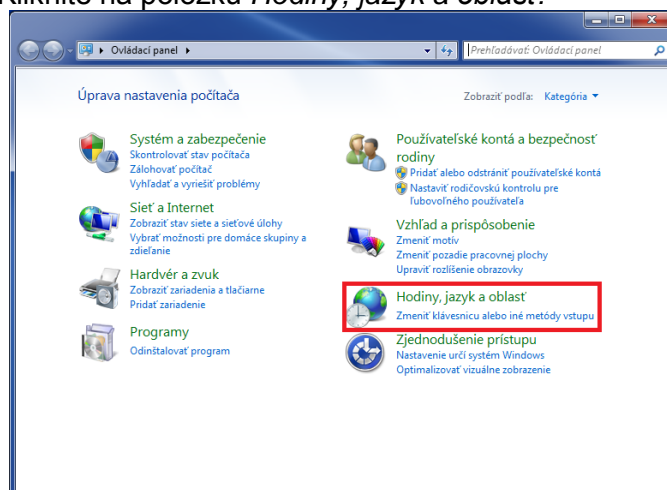 Kliknite na položku Hodiny, jazyk a oblasť.
Ovládací panel
Prehľadávať: Ovládací panel
Úprava nastavenia počítača
Zobraziť podľa: Kategória
Systém a zabezpečenie
Skontrolovať stav počítača
Zálohovať počítač
Vyhľadať a vyriešiť problémy
Sieť a Internet
Zobraziť stav siete a sieťové úlohy
Vybrať možnosti pre domáce skupiny a
zdieľanie
Hardvér a zvuk
Zobraziť zariadenia a tlačiarne
Pridať zariadenie
Programy
Odinštalovať program
Používateľské kontá a bezpečnosť
rodiny
Pridať alebo odstrániť používateľské kontá
Nastaviť rodičovskú kontrolu pre
ľubovoľného používateľa
Vzhľad a prispôsobenie
Zmeniť motív
Zmeniť pozadie pracovnej plochy
Upraviť rozlíšenie obrazovky
Hodiny, jazyk a oblasť
Zmeniť klávesnicu alebo iné metódy vstupu
Zjednodušenie prístupu
Nastavenie určí systém Windows
Optimalizovať vizuálne zobrazenie